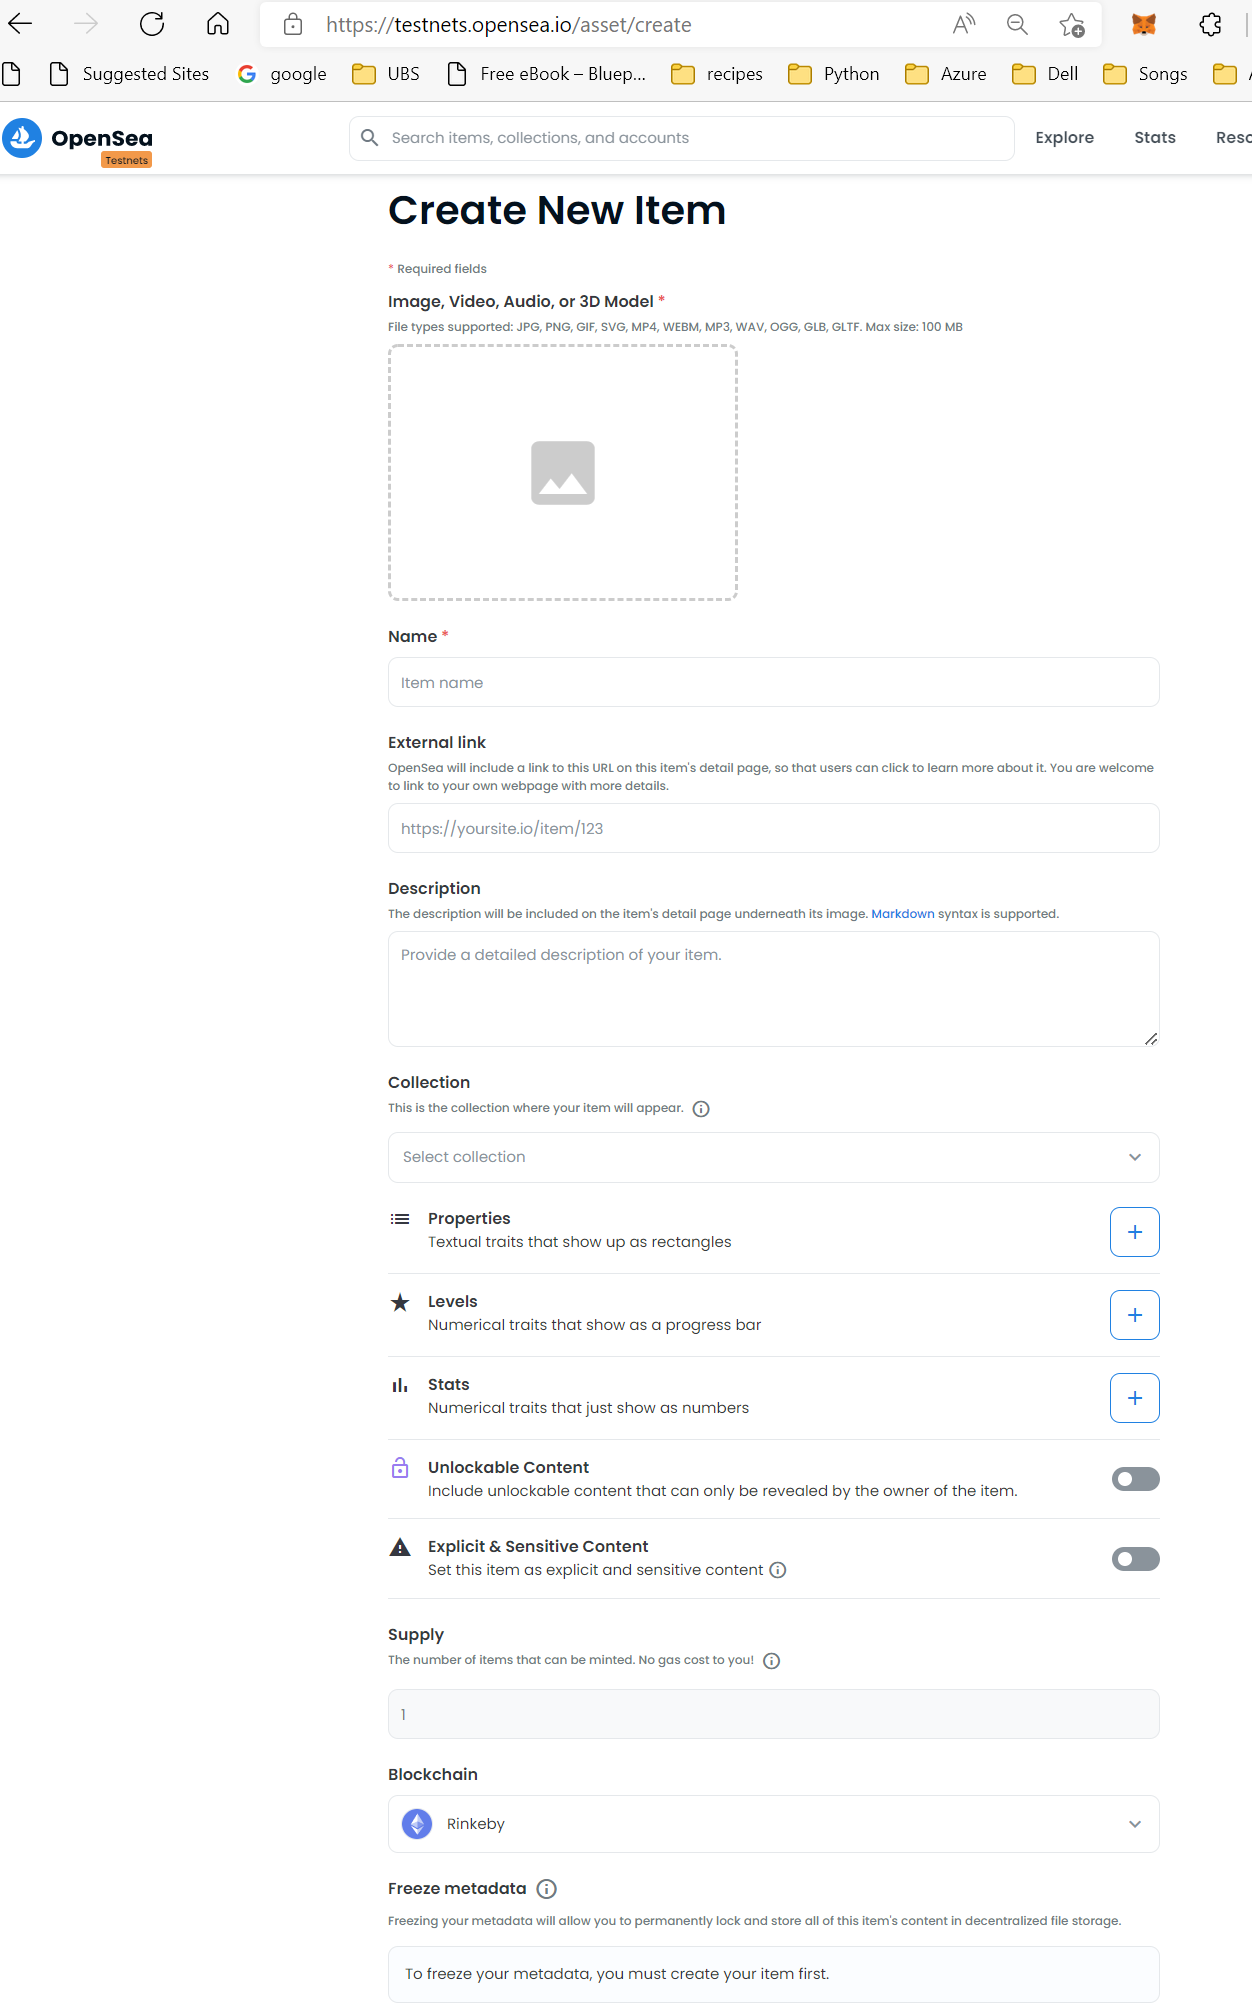 https://testnets.opensea.io/asset/create
Suggested Sites google UBS Free eBook – Bluep... recipes Python Azure Dell Songs
OpenSea
Testnets
Search items, collections, and accounts
Explore Stats Reso
Create New Item
* Required fields
Image, Video, Audio, or 3D Model *
File types supported: JPG, PNG, GIF, SVG, MP4, WEBM, MP3, WAV, OGG, GLB, GLTF. Max size: 100 MB
Name *
Item name
External link
OpenSea will include a link to this URL on this item's detail page, so that users can click to learn more about it. You are welcome
to link to your own webpage with more details.
https://yoursite.io/item/123
Description
The description will be included on the item's detail page underneath its image. Markdown syntax is supported.
Provide a detailed description of your item.
Collection
This is the collection where your item will appear.
Select collection
Properties
Textual traits that show up as rectangles
Levels
Numerical traits that show as a progress bar
Stats
Numerical traits that just show as numbers
Unlockable Content
Include unlockable content that can only be revealed by the owner of the item.
Explicit & Sensitive Content
Set this item as explicit and sensitive content
Supply
The number of items that can be minted. No gas cost to you!
1
Blockchain
Rinkeby
Freeze metadata
Freezing your metadata will allow you to permanently lock and store all of this item's content in decentralized file storage.
To freeze your metadata, you must create your item first.